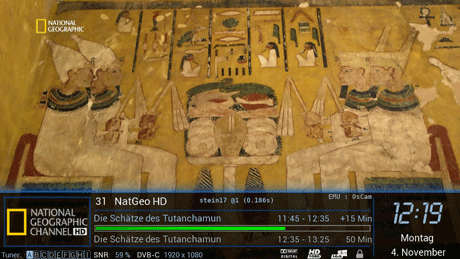 NATIONAL
GEOGRAPHIC
31 NatGeo HD
stein17 @1 (0.186s)
EMU : OsCam
NATIONAL
GEOGRAPHIC
CHANNEL HD
Die Schätze des Tutanchamun 11:45 - 12:35 +15 Min
Die Schätze des Tutanchamun 12:35 - 13:25 50 Min
12:19
Montag
4. November
Tuner: A B C D E F G H I J SNR: 59 % DVB-C 1920 x 1080
DIGITAL HD